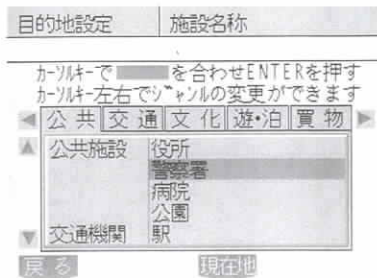 目的地設定 施設名称
カーソルキーで を合わせENTERを押す
カーソルキー左右でジャンルの変更ができます
公共 交通 文化 遊・泊 買物
公共施設 役所
警察署
病院
公園
交通機関 駅
戻る 現在地